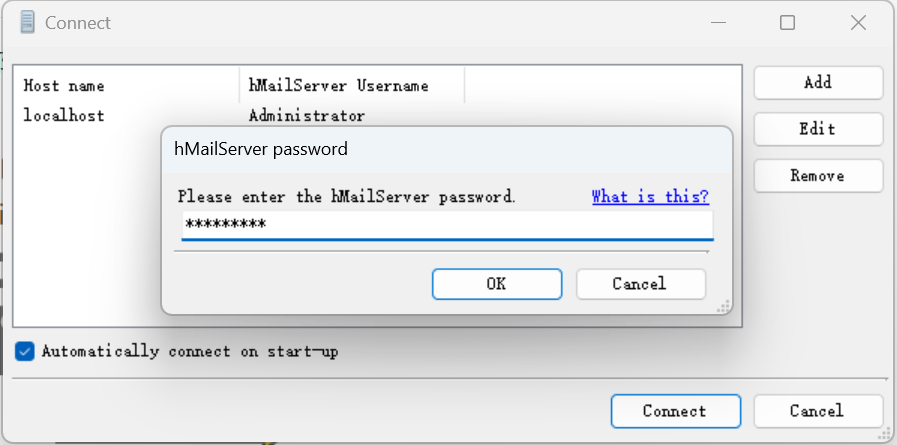 Connect
Host name hMailServer Username
Add
localhost Administrator
Edit
Remove
hMailServer password
Please enter the hMailServer password. What is this?
*********
OK Cancel
Automatically connect on start-up
Connect Cancel